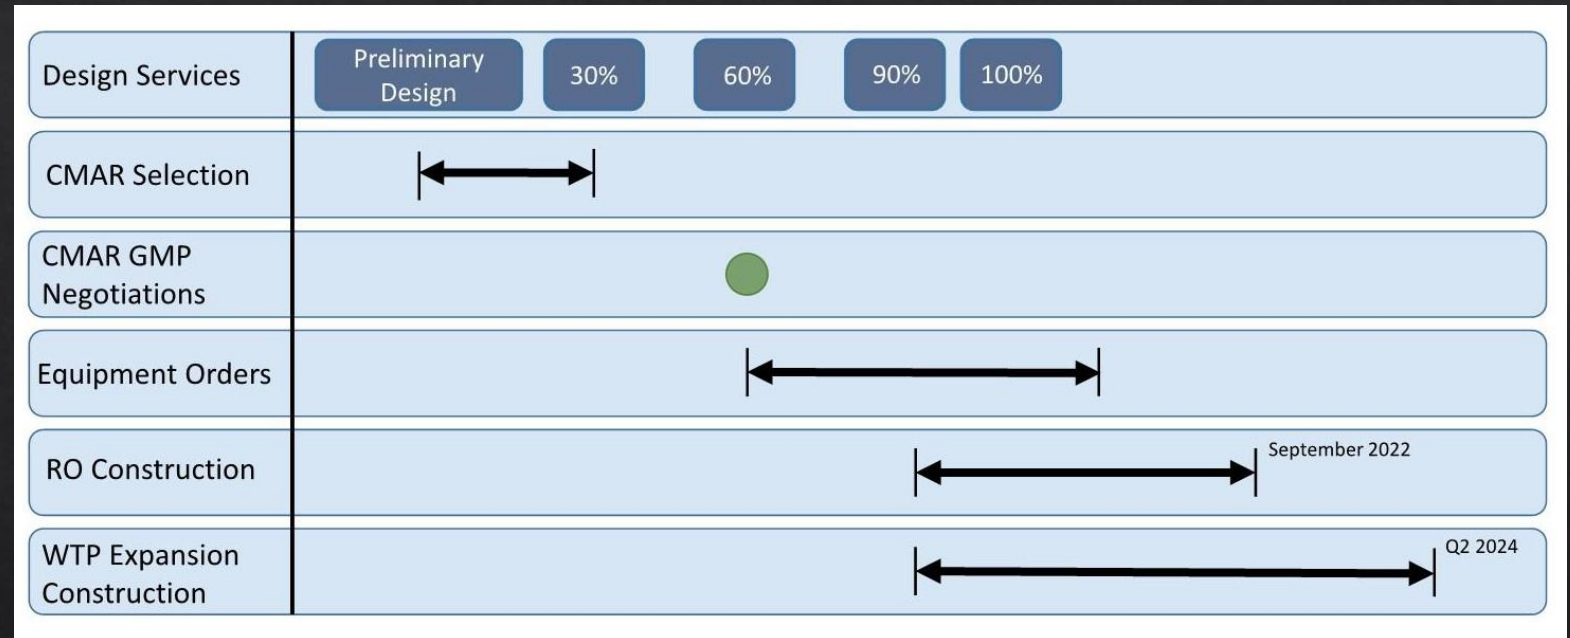 Design Services
Preliminary
Design
30%
60%
90%
100%
CMAR Selection
CMAR GMP
Negotiations
Equipment Orders
RO Construction
September 2022
WTP Expansion
Construction
Q2 2024